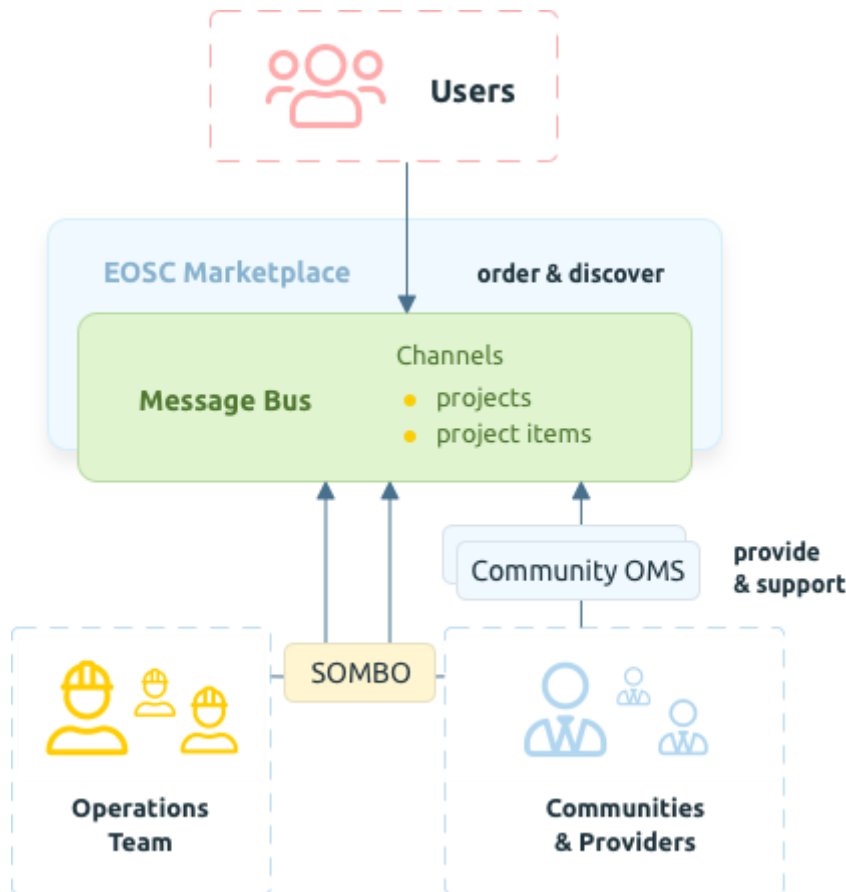 Users
EOSC Marketplace
order & discover
Channels
Message Bus
projects
project items
Community OMS
provide
& support
SOMBO
Operations
Team
Communities
& Providers